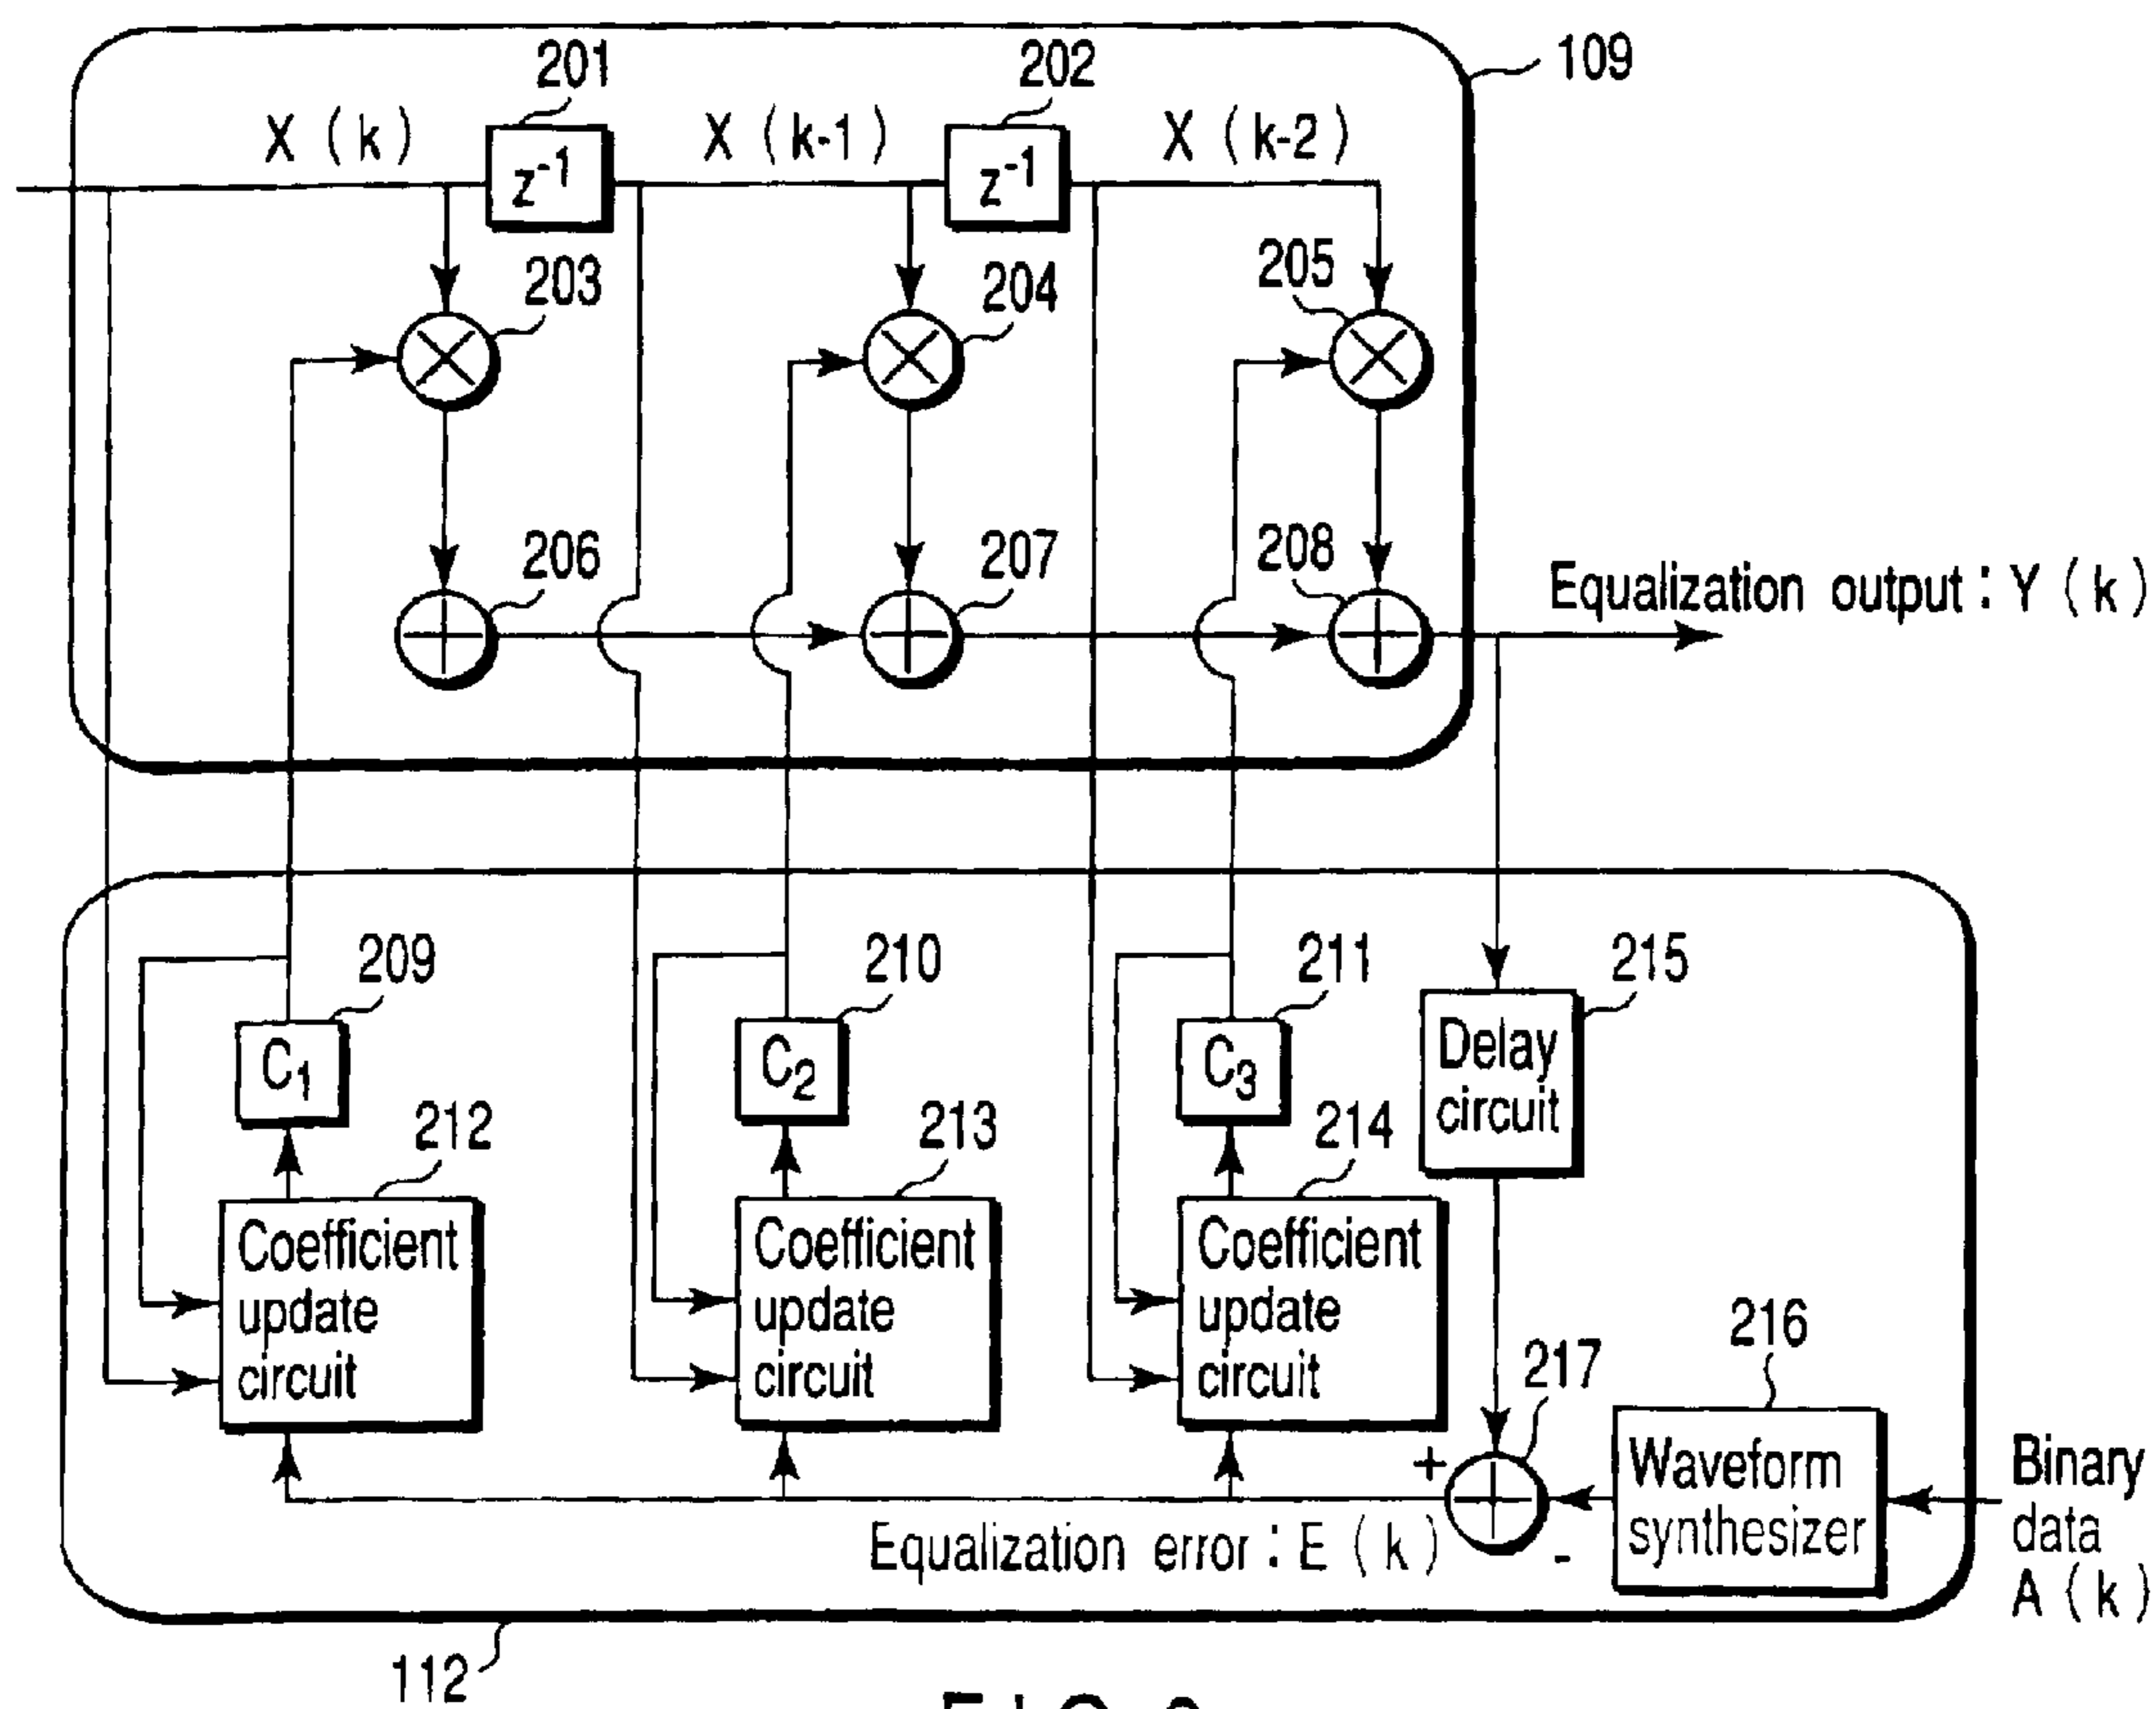 201
202
109
X (k)
X (k-1)
X (k-2)
z-1
z-1
203
204
205
206
207
208
Equalization output : Y (k)
209
210
211
215
C1
C2
C3
Delay
circuit
212
213
214
Coefficient
update
circuit
Coefficient
update
circuit
Coefficient
update
circuit
216
217
+
-
Waveform
synthesizer
Binary
data
A (k)
Equalization error : E (k)
112